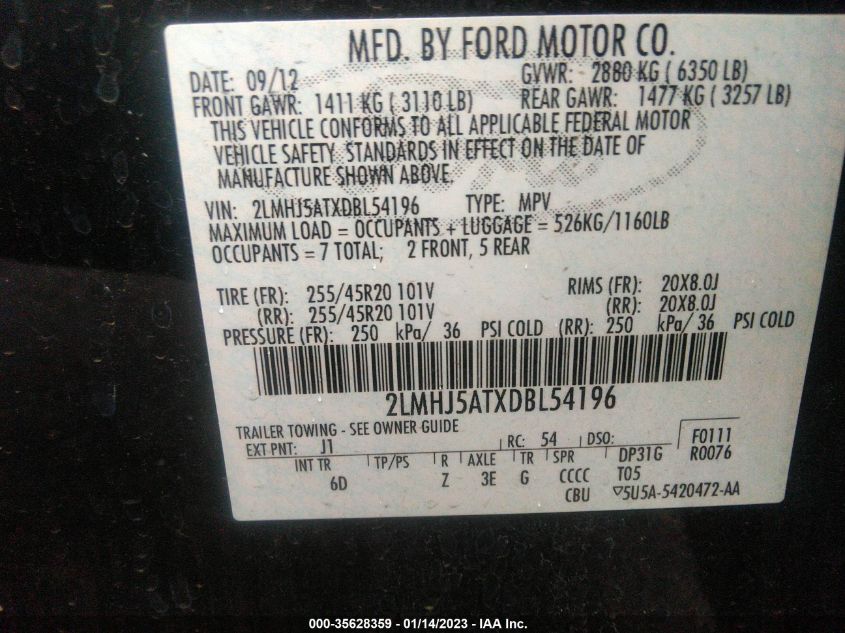 MFD. BY FORD MOTOR CO.
DATE: 09/12 GVWR: 2880 KG ( 6350 LB)
FRONT GAWR: 1411 KG ( 3110 LB) REAR GAWR: 1477 KG ( 3257 LB)
THIS VEHICLE CONFORMS TO ALL APPLICABLE FEDERAL MOTOR
VEHICLE SAFETY STANDARDS IN EFFECT ON THE DATE OF
MANUFACTURE SHOWN ABOVE
VIN: 2LMHJ5ATXDBL54196 TYPE: MPV
MAXIMUM LOAD = OCCUPANTS + LUGGAGE = 526KG/1160LB
OCCUPANTS = 7 TOTAL; 2 FRONT, 5 REAR
TIRE (FR): 255/45R20 101V RIMS (FR): 20X8.0J
(RR): 255/45R20 101V (RR): 20X8.0J
PRESSURE (FR): 250 kPa/ 36 PSI COLD (RR): 250 kPa/ 36 PSI COLD
2LMHJ5ATXDBL54196
TRAILER TOWING - SEE OWNER GUIDE
EXT PNT: J1 RC: 54 DSO: F0111
R0076
INT TR TP/PS R AXLE TR SPR DP31G
6D Z 3E G CCCC T05
CBU ▽5U5A-5420472-AA
000-35628359 - 01/14/2023 - IAA Inc.